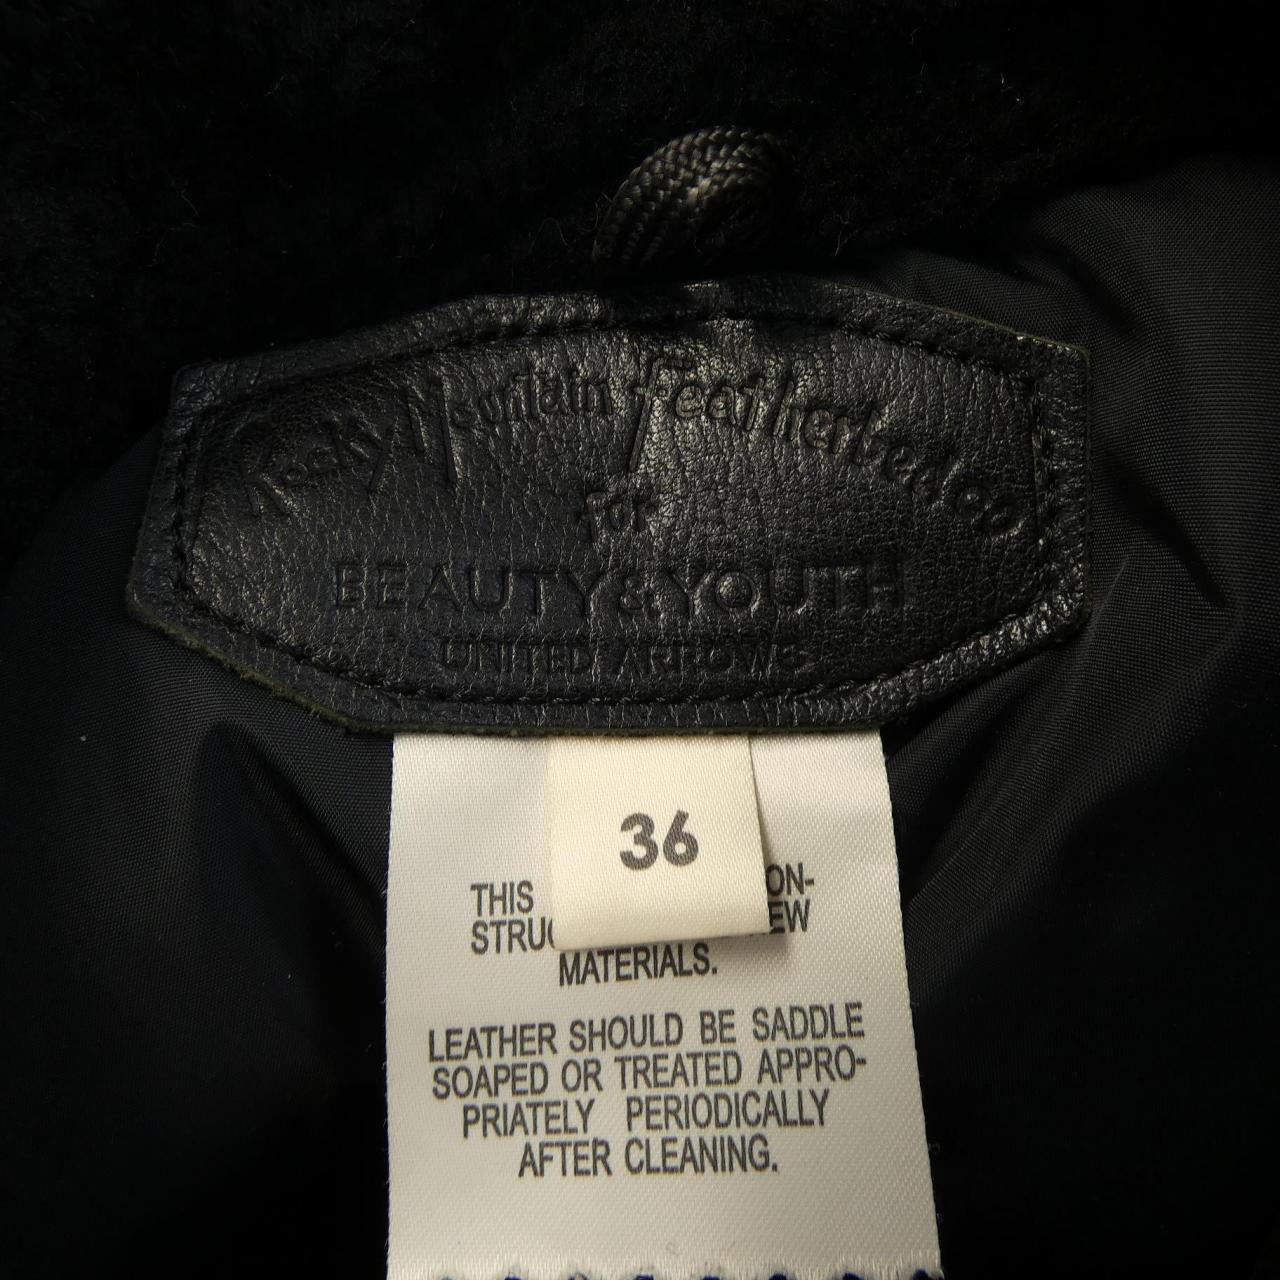 Rocky Mountain Featherbed Co
for
BEAUTY&YOUTH
UNITED ARROWS
36
THIS ON-
STRUC EW
MATERIALS.
LEATHER SHOULD BE SADDLE
SOAPED OR TREATED APPRO-
PRIATELY PERIODICALLY
AFTER CLEANING.